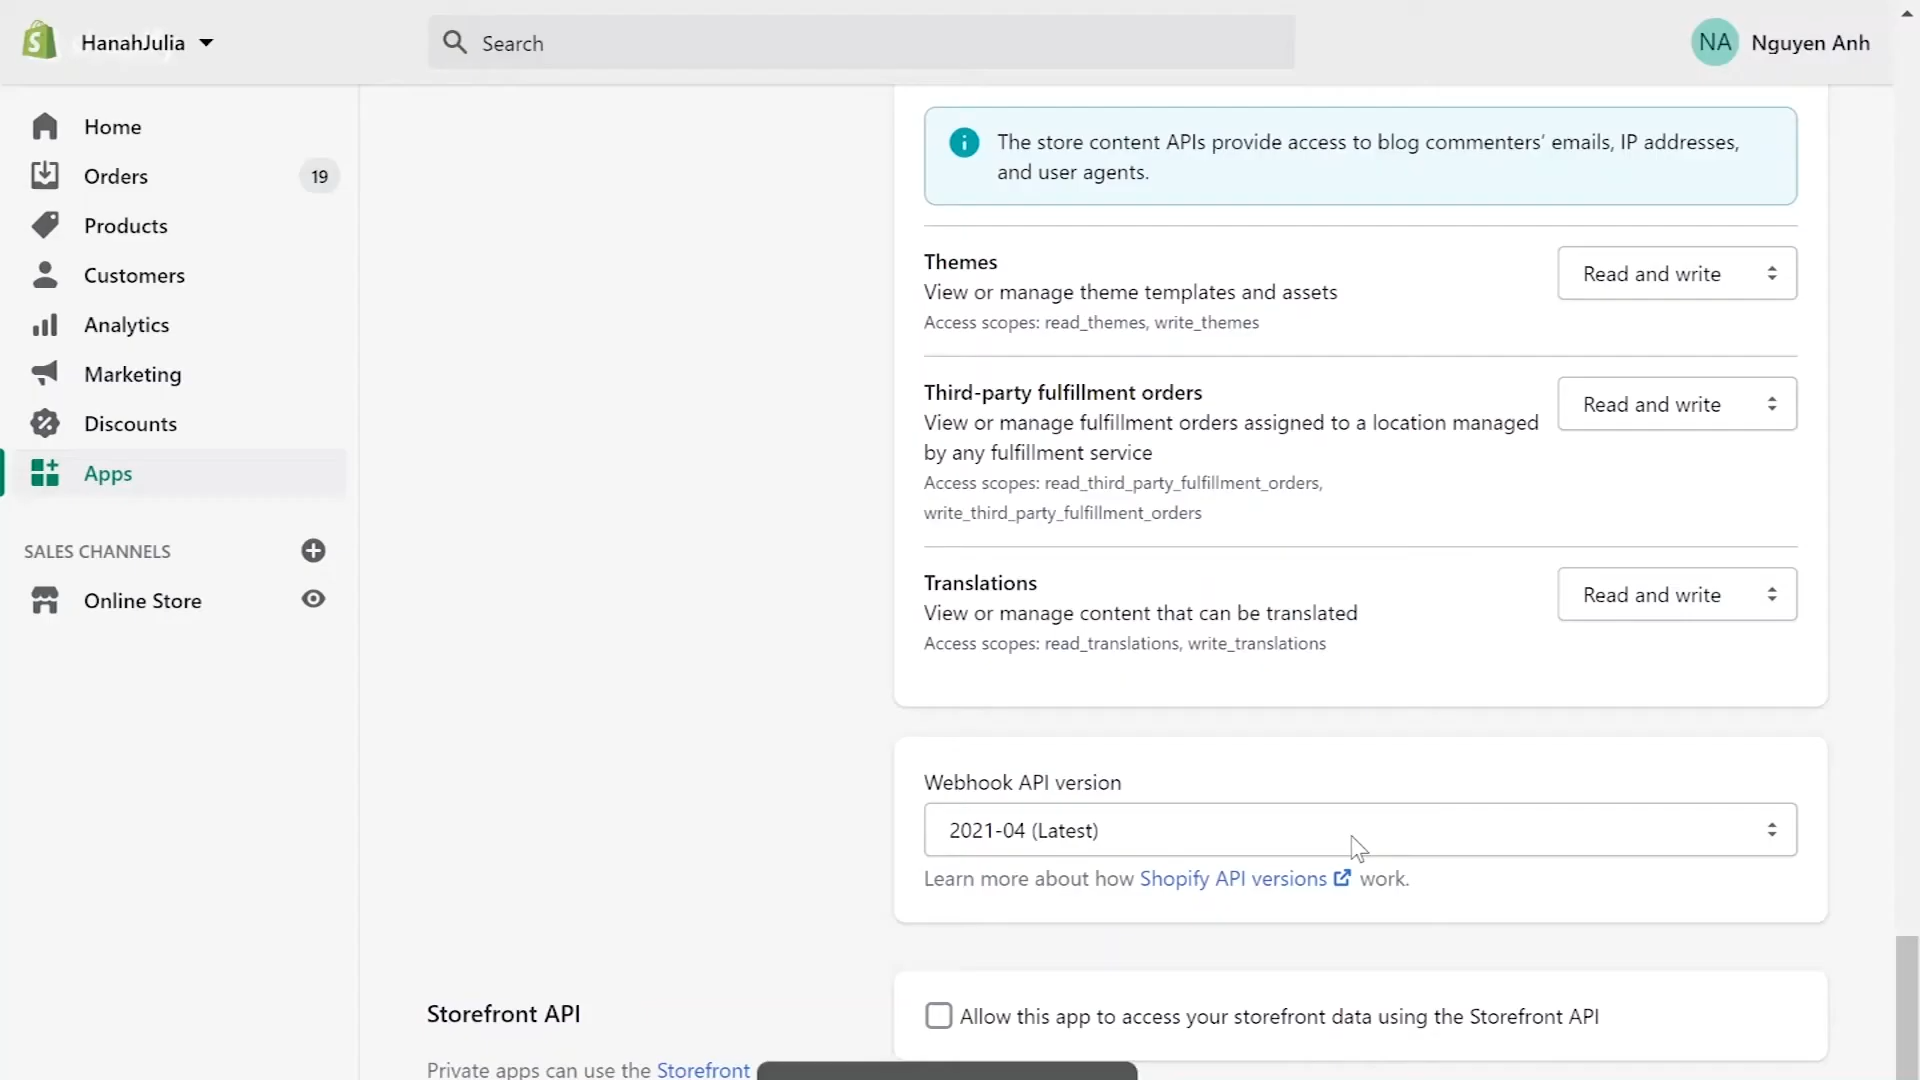 HanahJulia
Search
NA
Nguyen Anh
Home
Orders
19
Products
Customers
Analytics
Marketing
Discounts
Apps
SALES CHANNELS
Online Store
The store content APIs provide access to blog commenters’ emails, IP addresses,
and user agents.
Themes
View or manage theme templates and assets
Access scopes: read_themes, write_themes
Read and write
Third-party fulfillment orders
View or manage fulfillment orders assigned to a location managed
by any fulfillment service
Access scopes: read_third_party_fulfillment_orders,
write_third_party_fulfillment_orders
Read and write
Translations
View or manage content that can be translated
Access scopes: read_translations, write_translations
Read and write
Webhook API version
2021-04 (Latest)
Learn more about how Shopify API versions work.
Storefront API
Private apps can use the Storefront
Allow this app to access your storefront data using the Storefront API